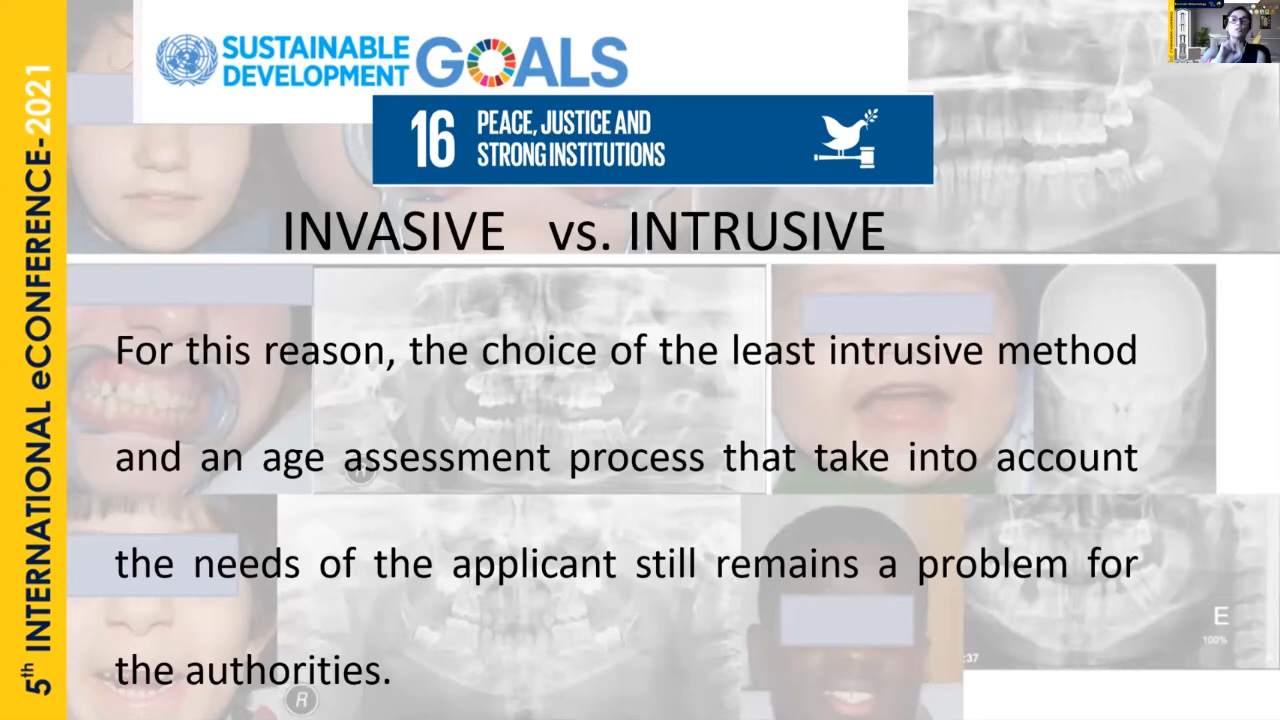 SUSTAINABLE
DEVELOPMENT
GOALS
16
PEACE, JUSTICE AND
STRONG INSTITUTIONS
INVASIVE vs. INTRUSIVE
For this reason, the choice of the least intrusive method
and an age assessment process that take into account
the needs of the applicant still remains a problem for
the authorities.
5th INTERNATIONAL eCONFERENCE-2021
R
E
100%
:37